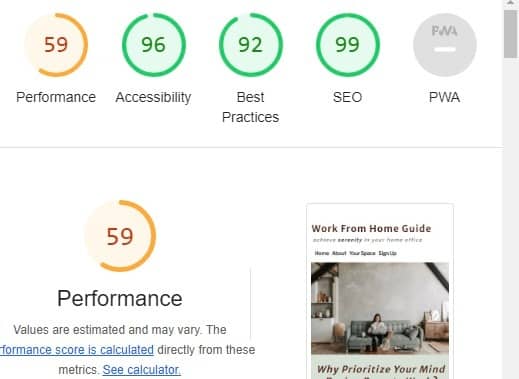 59
96
92
99
PWA
Performance
Accessibility
Best
Practices
SEO
PWA
59
Performance
Values are estimated and may vary. The
rformance score is calculated directly from these
metrics. See calculator.
Work From Home Guide
achieve serenity in your home office
Home About Your Space Sign Up
Why Prioritize Your Mind